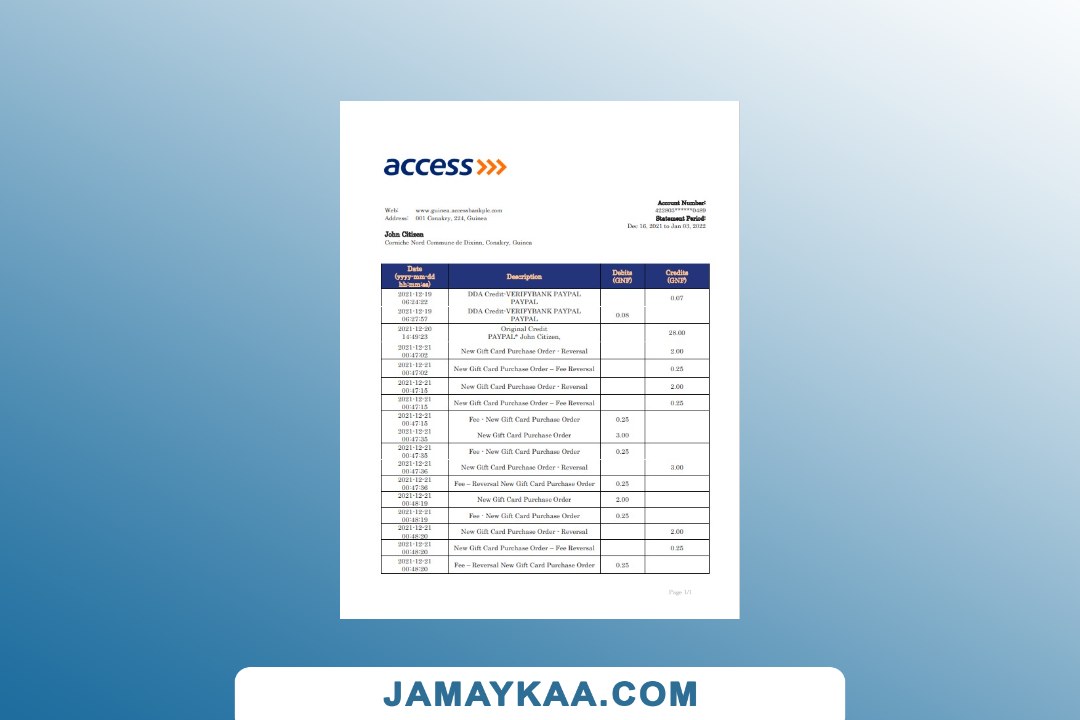 access
Account Number:
Web: www.guinea.accessbankplc.com
Address: 001 Conakry, 224, Guinea
Statement Period:
Dec 16, 2021 to Jan 03, 2022
John Citizen
Corniche Nord Commune de Dixinn, Conakry, Guinea
Date (yyyy-mm-dd hh:mm:ss) Description Debits (GNF) Credits (GNF)
2021-12-19 06:24:22 DDA Credit-VERIFYBANK PAYPAL PAYPAL 0.07
2021-12-19 06:27:57 DDA Credit-VERIFYBANK PAYPAL PAYPAL 0.08
2021-12-20 14:49:23 Original Credit PAYPAL* John Citizen, 28.00
2021-12-21 00:47:02 New Gift Card Purchase Order - Reversal 2.00
2021-12-21 00:47:02 New Gift Card Purchase Order – Fee Reversal 0.25
2021-12-21 00:47:15 New Gift Card Purchase Order - Reversal 2.00
2021-12-21 00:47:15 New Gift Card Purchase Order – Fee Reversal 0.25
2021-12-21 00:47:15 Fee - New Gift Card Purchase Order 0.25
2021-12-21 00:47:35 New Gift Card Purchase Order 3.00
2021-12-21 00:47:35 Fee - New Gift Card Purchase Order 0.25
2021-12-21 00:47:36 New Gift Card Purchase Order - Reversal 3.00
2021-12-21 00:47:36 Fee – Reversal New Gift Card Purchase Order 0.25
2021-12-21 00:48:19 New Gift Card Purchase Order 2.00
2021-12-21 00:48:19 Fee - New Gift Card Purchase Order 0.25
2021-12-21 00:48:20 New Gift Card Purchase Order - Reversal 2.00
2021-12-21 00:48:20 New Gift Card Purchase Order – Fee Reversal 0.25
2021-12-21 00:48:20 Fee – Reversal New Gift Card Purchase Order 0.25
Page 1/1
JAMAYKAA.COM